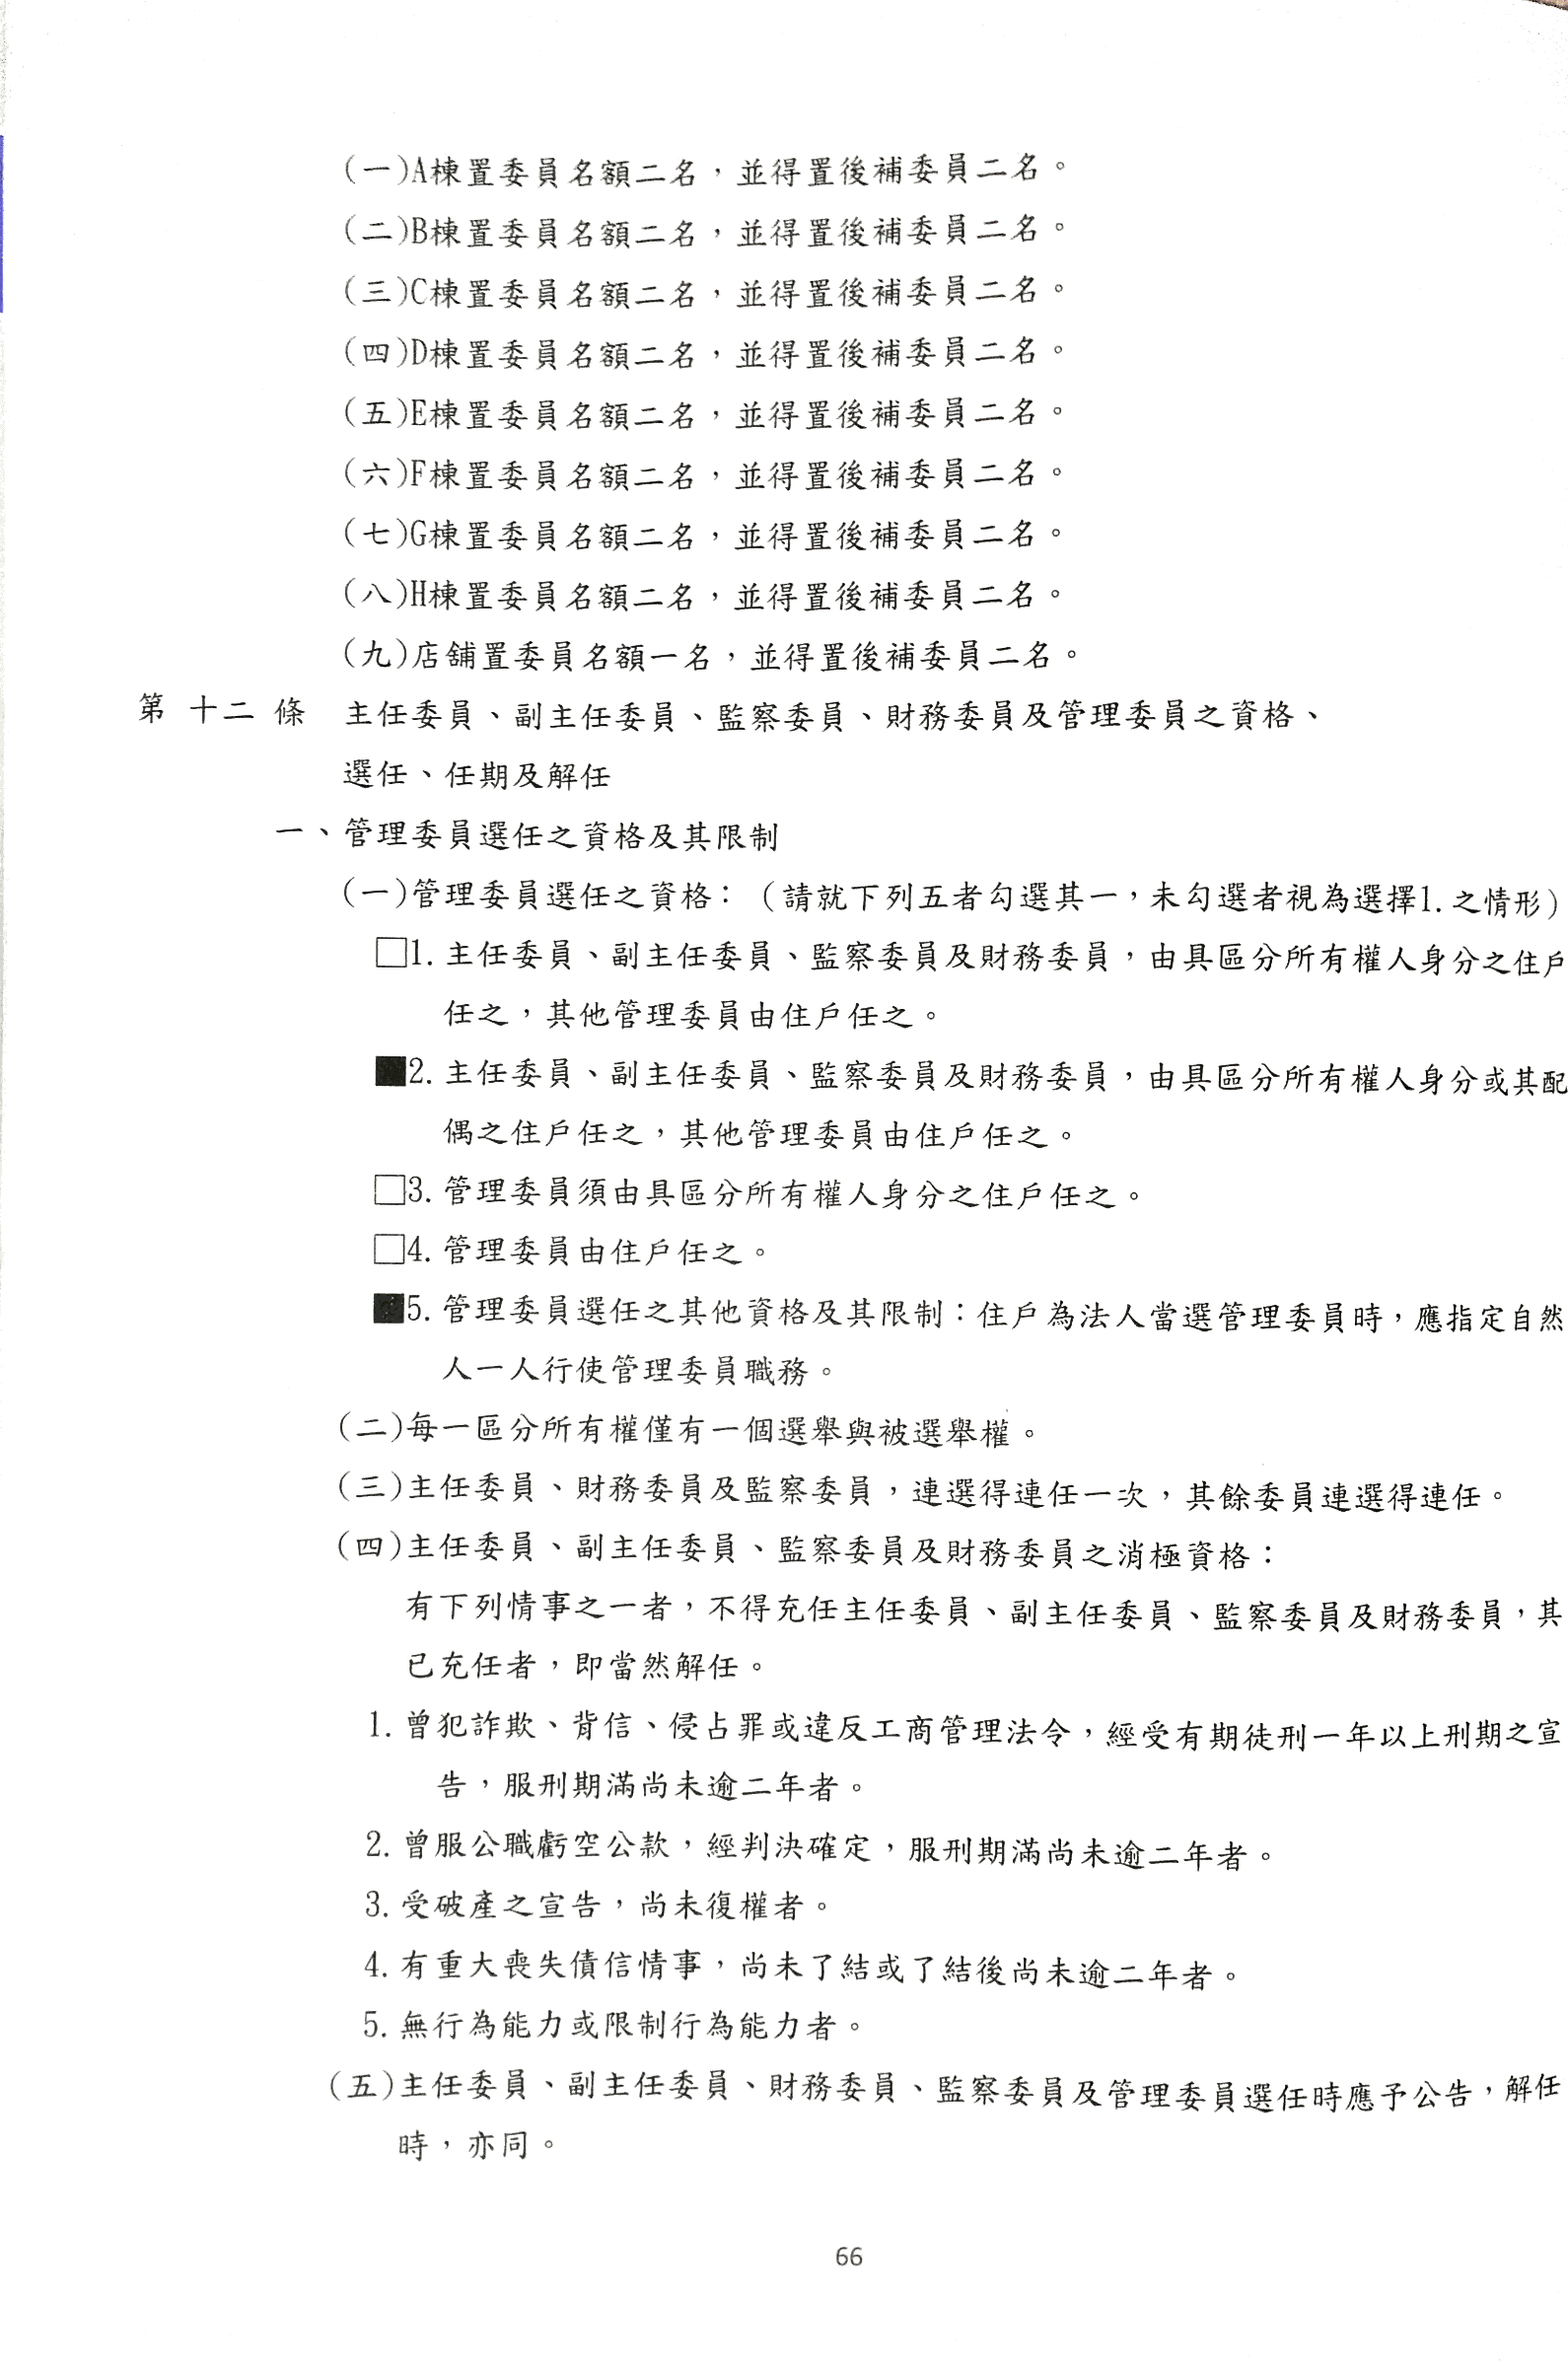 (一)A棟置委員名額二名，並得置後補委員二名。
(二)B棟置委員名額二名，並得置後補委員二名。
(三)C棟置委員名額二名，並得置後補委員二名。
(四)D棟置委員名額二名，並得置後補委員二名。
(五)E棟置委員名額二名，並得置後補委員二名。
(六)F棟置委員名額二名，並得置後補委員二名。
(七)G棟置委員名額二名，並得置後補委員二名。
(八)H棟置委員名額二名，並得置後補委員二名。
(九)店舖置委員名額一名，並得置後補委員二名。
第 十二 條 主任委員、副主任委員、監察委員、財務委員及管理委員之資格、
選任、任期及解任
一、管理委員選任之資格及其限制
(一)管理委員選任之資格：（請就下列五者勾選其一，未勾選者視為選擇1.之情形）
□1.主任委員、副主任委員、監察委員及財務委員，由具區分所有權人身分之住戶
任之，其他管理委員由住戶任之。
■2.主任委員、副主任委員、監察委員及財務委員，由具區分所有權人身分或其配
偶之住戶任之，其他管理委員由住戶任之。
□3.管理委員須由具區分所有權人身分之住戶任之。
□4.管理委員由住戶任之。
■5.管理委員選任之其他資格及其限制：住戶為法人當選管理委員時，應指定自然
人一人行使管理委員職務。
(二)每一區分所有權僅有一個選舉與被選舉權。
(三)主任委員、財務委員及監察委員，連選得連任一次，其餘委員連選得連任。
(四)主任委員、副主任委員、監察委員及財務委員之消極資格：
有下列情事之一者，不得充任主任委員、副主任委員、監察委員及財務委員，其
已充任者，即當然解任。
1.曾犯詐欺、背信、侵占罪或違反工商管理法令，經受有期徒刑一年以上刑期之宣
告，服刑期滿尚未逾二年者。
2.曾服公職虧空公款，經判決確定，服刑期滿尚未逾二年者。
3.受破產之宣告，尚未復權者。
4.有重大喪失債信情事，尚未了結或了結後尚未逾二年者。
5.無行為能力或限制行為能力者。
(五)主任委員、副主任委員、財務委員、監察委員及管理委員選任時應予公告，解任
時，亦同。
66